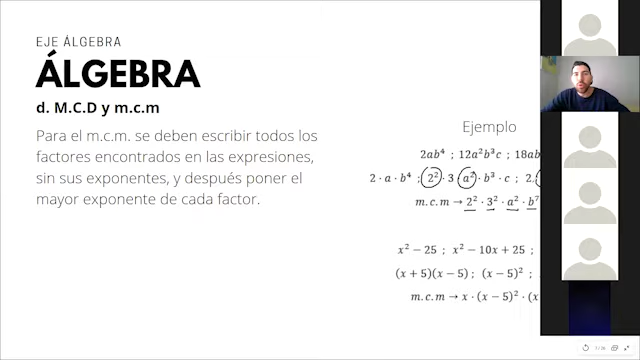 EJE ÁLGEBRA
ÁLGEBRA
d. M.C.D y m.c.m
Para el m.c.m. se deben escribir todos los
factores encontrados en las expresiones,
sin sus exponentes, y después poner el
mayor exponente de cada factor.
Ejemplo
2ab⁴ ; 12a²b³c ; 18ab
2 · a · b⁴ ; 2² · 3 · a² · b³ · c ; 2.
m.c.m → 2² · 3² · a² · b⁷
x² − 25 ; x² − 10x + 25 ;
(x + 5)(x − 5) ; (x − 5)² ;
m.c.m → x · (x − 5)² · (x